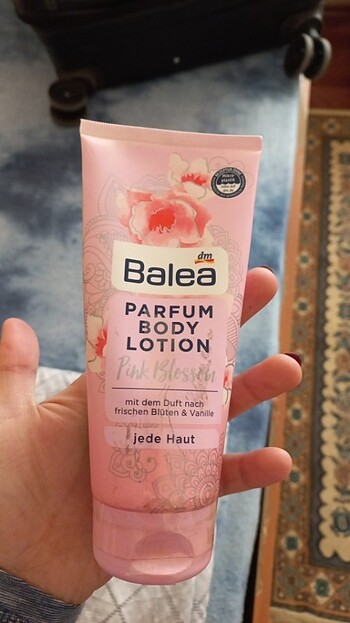 dm
Balea
PARFUM
BODY
LOTION
Pink Blossom
mit dem Duft nach
frischen Blüten & Vanille
jede Haut